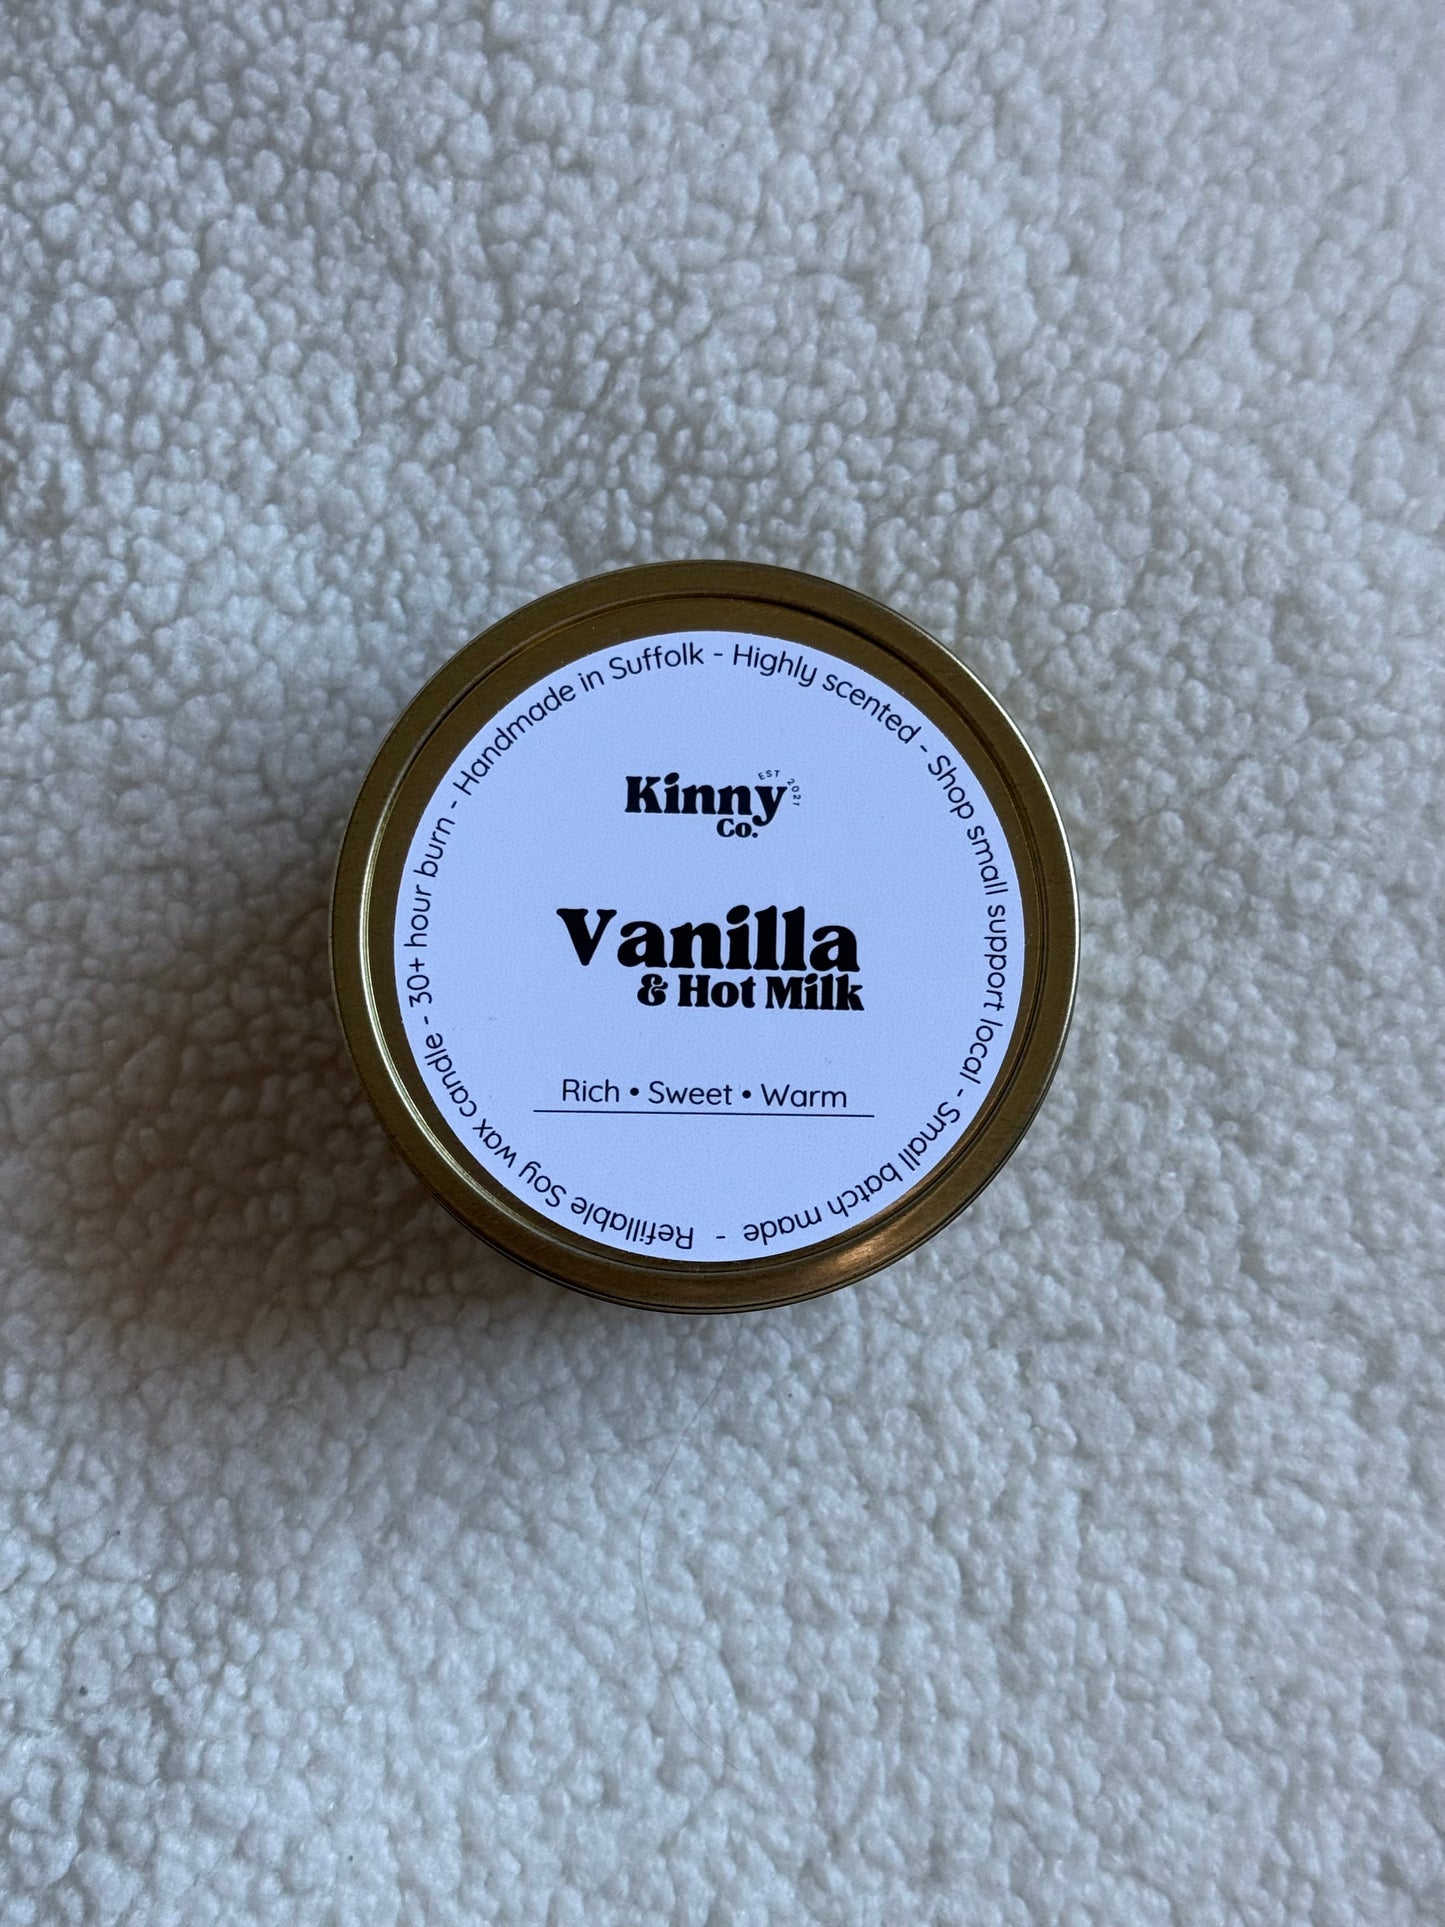 Kinny
EST 2021
Co.
Vanilla
& Hot Milk
Rich • Sweet • Warm
Refillable Soy wax candle - 30+ hour burn - Handmade in Suffolk - Highly scented - Shop small support local - Small batch made -